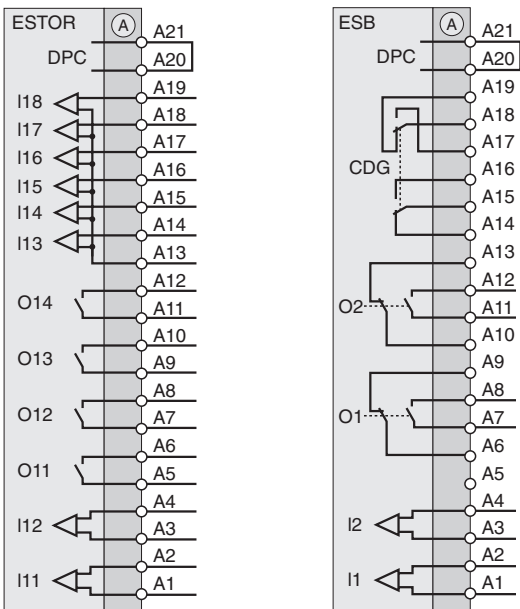 ESTOR A
A21
DPC
A20
A19
I18
A18
I17
A17
I16
A16
I15
A15
I14
A14
I13
A13
A12
O14
A11
A10
O13
A9
A8
O12
A7
A6
O11
A5
A4
I12
A3
A2
I11
A1
ESB A
A21
DPC
A20
A19
A18
A17
CDG
A16
A15
A14
A13
A12
O2
A11
A10
A9
A8
O1
A7
A6
A5
A4
I2
A3
A2
I1
A1